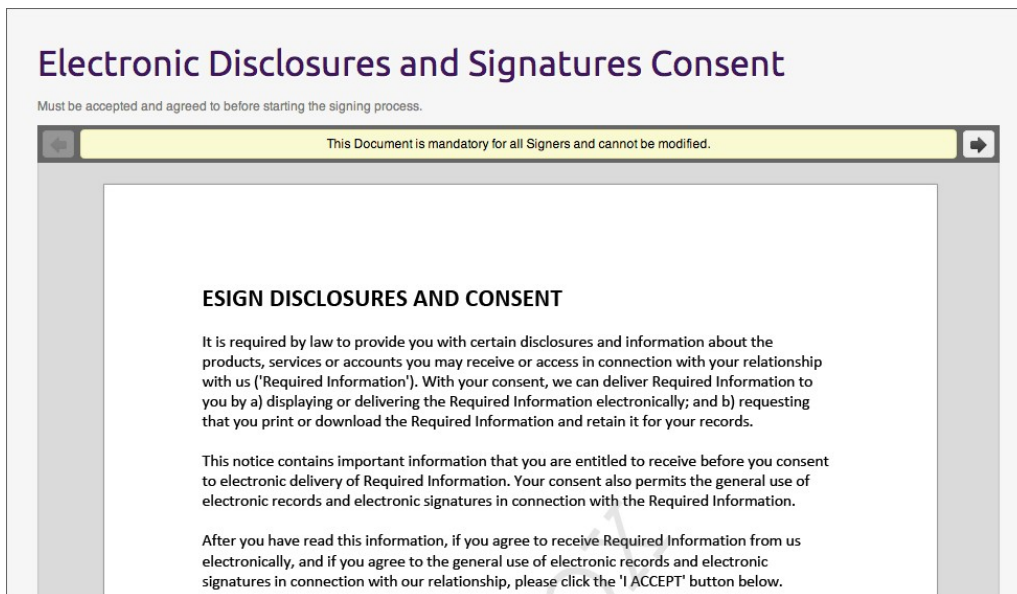 Electronic Disclosures and Signatures Consent
Must be accepted and agreed to before starting the signing process.
This Document is mandatory for all Signers and cannot be modified.
ESIGN DISCLOSURES AND CONSENT
It is required by law to provide you with certain disclosures and information about the
products, services or accounts you may receive or access in connection with your relationship
with us ('Required Information'). With your consent, we can deliver Required Information to
you by a) displaying or delivering the Required Information electronically; and b) requesting
that you print or download the Required Information and retain it for your records.
This notice contains important information that you are entitled to receive before you consent
to electronic delivery of Required Information. Your consent also permits the general use of
electronic records and electronic signatures in connection with the Required Information.
After you have read this information, if you agree to receive Required Information from us
electronically, and if you agree to the general use of electronic records and electronic
signatures in connection with our relationship, please click the 'I ACCEPT' button below.